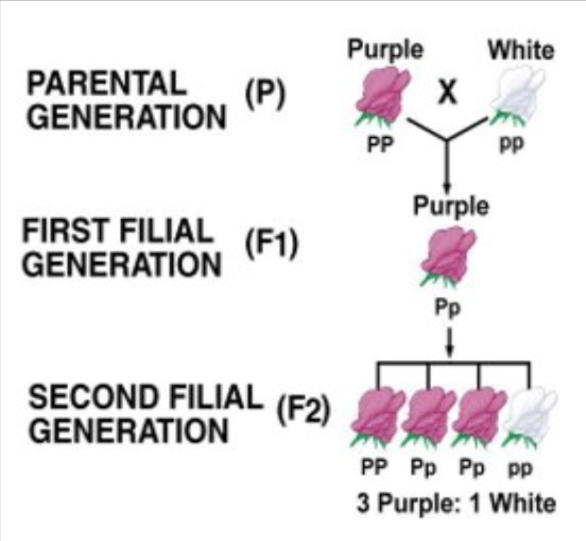 Purple White
PARENTAL (P)
GENERATION
X
PP pp
Purple
FIRST FILIAL (F1)
GENERATION
Pp
SECOND FILIAL (F2)
GENERATION
PP Pp Pp pp
3 Purple: 1 White